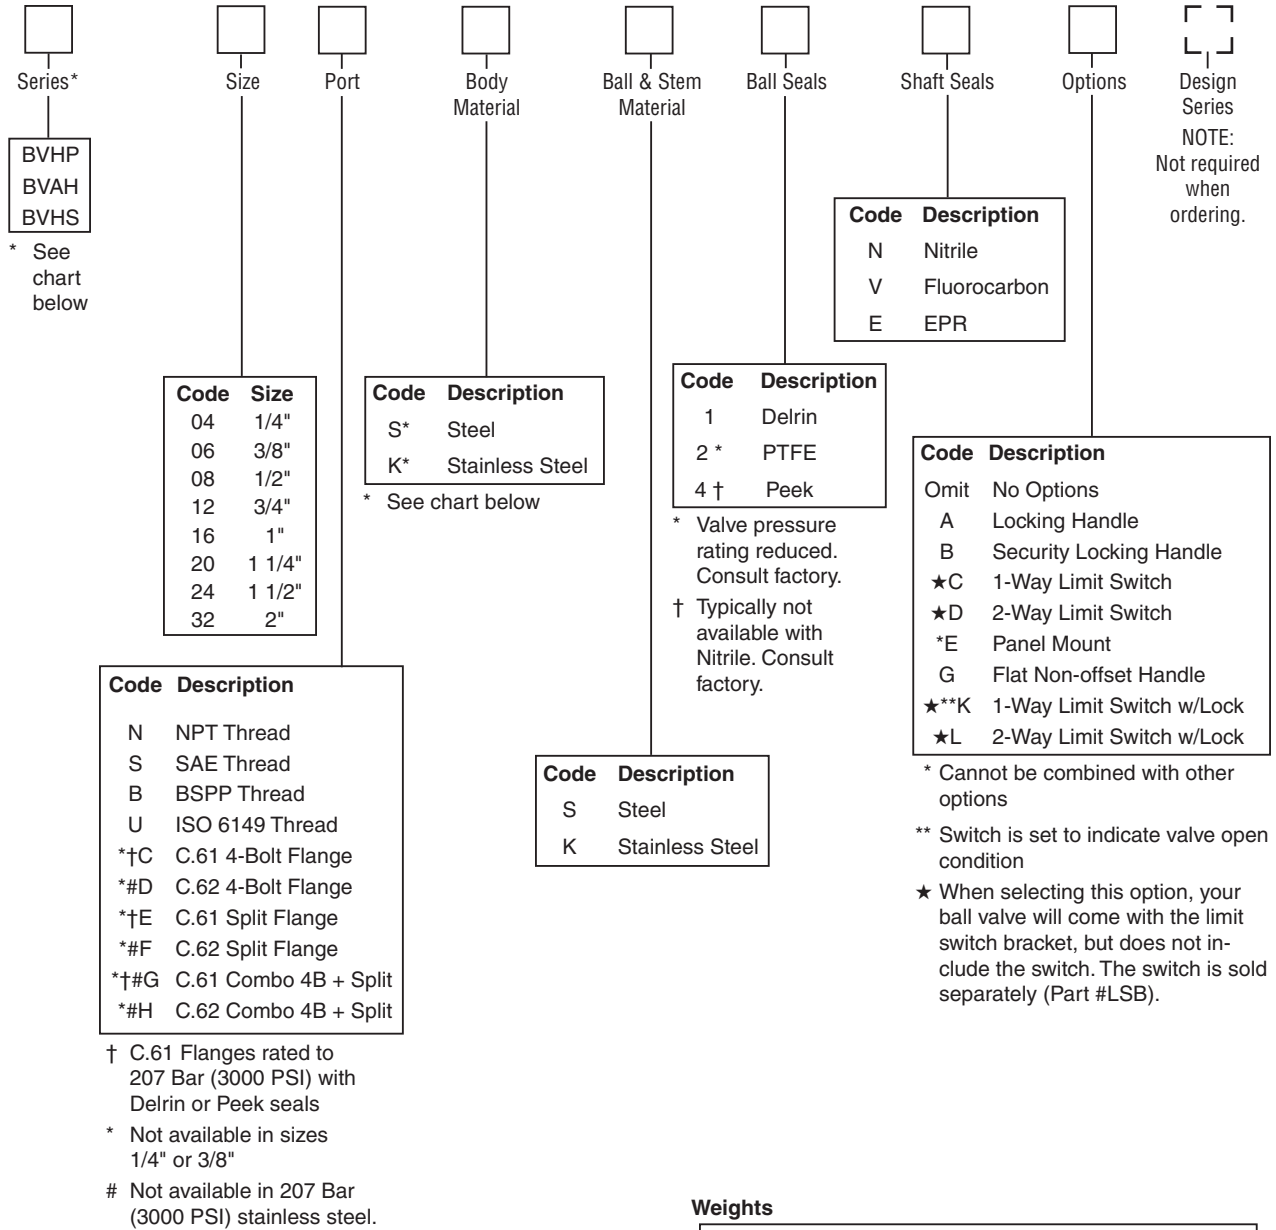 Series*
Size
Port
Body
Material
Ball & Stem
Material
Ball Seals
Shaft Seals
Options
Design
Series
NOTE:
Not required
when
ordering.
BVHP
BVAH
BVHS
* See
chart
below
Code Description
N Nitrile
V Fluorocarbon
E EPR
Code Size
04 1/4"
06 3/8"
08 1/2"
12 3/4"
16 1"
20 1 1/4"
24 1 1/2"
32 2"
Code Description
S* Steel
K* Stainless Steel
* See chart below
Code Description
1 Delrin
2 * PTFE
4 † Peek
* Valve pressure
rating reduced.
Consult factory.
† Typically not
available with
Nitrile. Consult
factory.
Code Description
Omit No Options
A Locking Handle
B Security Locking Handle
★C 1-Way Limit Switch
★D 2-Way Limit Switch
*E Panel Mount
G Flat Non-offset Handle
★**K 1-Way Limit Switch w/Lock
★L 2-Way Limit Switch w/Lock
* Cannot be combined with other
options
** Switch is set to indicate valve open
condition
★ When selecting this option, your
ball valve will come with the limit
switch bracket, but does not in-
clude the switch. The switch is sold
separately (Part #LSB).
Code Description
N NPT Thread
S SAE Thread
B BSPP Thread
U ISO 6149 Thread
*†C C.61 4-Bolt Flange
*#D C.62 4-Bolt Flange
*†E C.61 Split Flange
*#F C.62 Split Flange
*†#G C.61 Combo 4B + Split
*#H C.62 Combo 4B + Split
† C.61 Flanges rated to
207 Bar (3000 PSI) with
Delrin or Peek seals
* Not available in sizes
1/4" or 3/8"
# Not available in 207 Bar
(3000 PSI) stainless steel.
Code Description
S Steel
K Stainless Steel
Weights